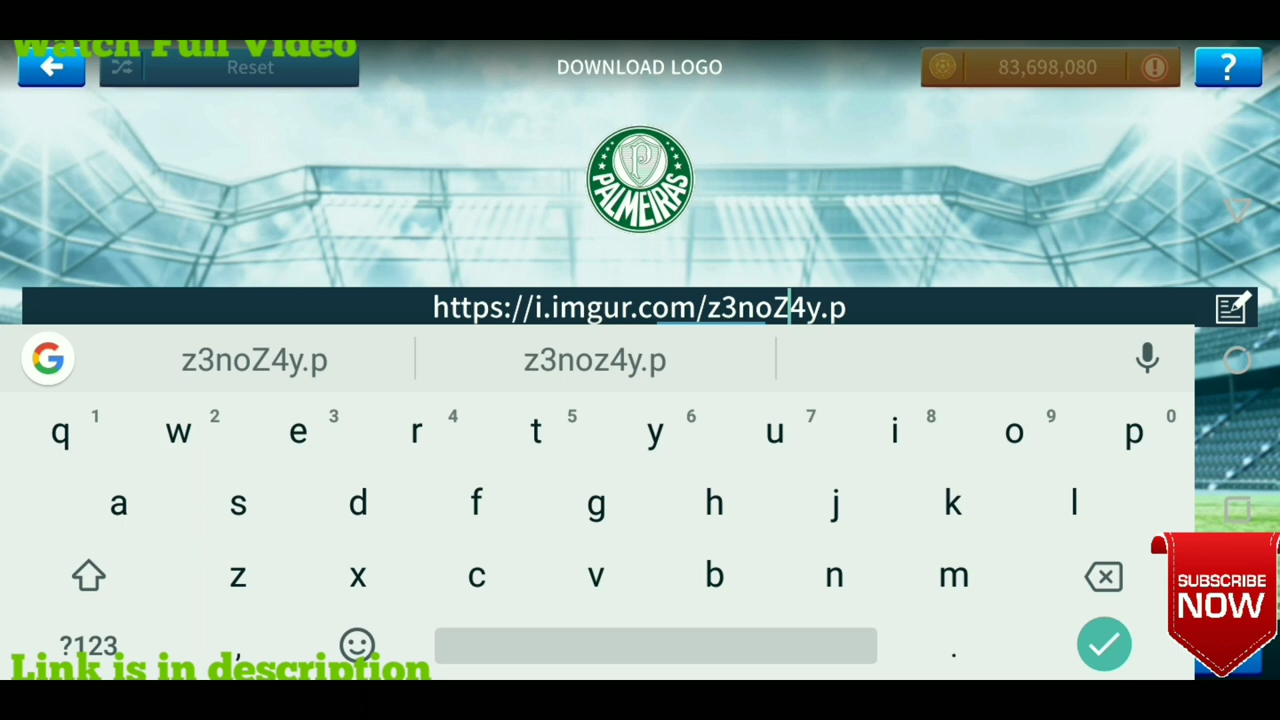 Watch Full Video
Reset
DOWNLOAD LOGO
83,698,080
!
?
P
PALMEIRAS
https://i.imgur.com/z3noZ4y.p
G
z3noZ4y.p
z3noz4y.p
q 1 w 2 e 3 r 4 t 5 y 6 u 7 i 8 o 9 p 0
a s d f g h j k l
z x c v b n m
SUBSCRIBE
NOW
?123 , .
Link is in description